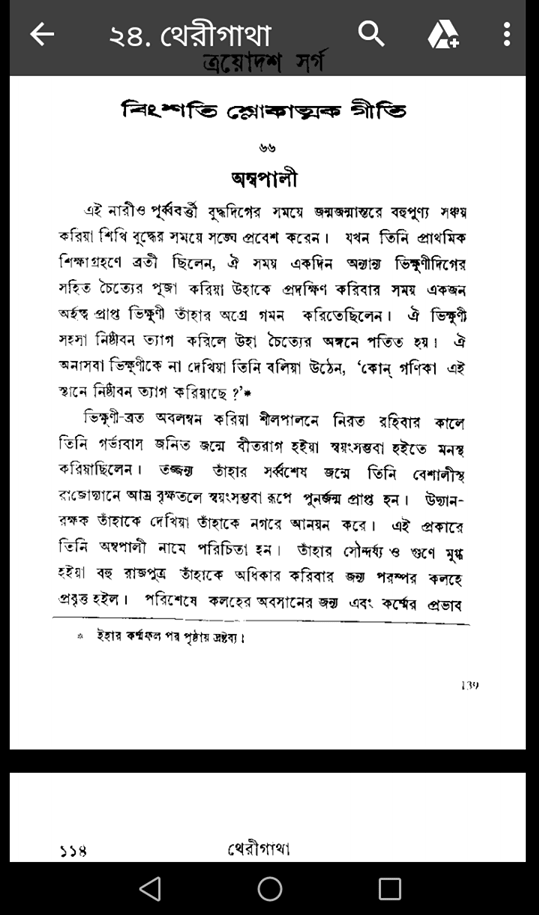 ২৪. থেরীগাথা
ত্রয়োদশ সর্গ
বিংশতি শ্লোকাত্মক গীতি
৬৬
অম্বপালী
এই নারীও পূর্ব্ববর্ত্তী বুদ্ধদিগের সময়ে জন্মজন্মান্তরে বহুপুণ্য সঞ্চয়
করিয়া শিখি বুদ্ধের সময়ে সঙ্ঘে প্রবেশ করেন। যখন তিনি প্রাথমিক
শিক্ষাগ্রহণে ব্রতী ছিলেন, ঐ সময় একদিন অন্যান্য ভিক্ষুণীদিগের
সহিত চৈত্যের পূজা করিয়া উহাকে প্রদক্ষিণ করিবার সময় একজন
অর্হত্ব প্রাপ্ত ভিক্ষুণী তাঁহার অগ্রে গমন করিতেছিলেন। ঐ ভিক্ষুণী
সহসা নিষ্ঠীবন ত্যাগ করিলে উহা চৈত্যের অঙ্গনে পতিত হয়। ঐ
অনাসবা ভিক্ষুণীকে না দেখিয়া তিনি বলিয়া উঠেন, ‘কোন্ গণিকা এই
স্থানে নিষ্ঠীবন ত্যাগ করিয়াছে ?’*
ভিক্ষুণী-ব্রত অবলম্বন করিয়া শীলপালনে নিরত রহিবার কালে
তিনি গর্ভাবাস জনিত জন্মে বীতরাগ হইয়া স্বয়ংসম্ভবা হইতে মনস্থ
করিয়াছিলেন। তজ্জন্য তাঁহার সর্ব্বশেষ জন্মে তিনি বেশালীস্থ
রাজোদ্যানে আম্র বৃক্ষতলে স্বয়ংসম্ভবা রূপে পুনর্জন্ম প্রাপ্ত হন। উদ্যান-
রক্ষক তাঁহাকে দেখিয়া তাঁহাকে নগরে আনয়ন করে। এই প্রকারে
তিনি অম্বপালী নামে পরিচিতা হন। তাঁহার সৌন্দর্য্য ও গুণে মুগ্ধ
হইয়া বহু রাজপুত্র তাঁহাকে অধিকার করিবার জন্য পরস্পর কলহে
প্রবৃত্ত হইল। পরিশেষে কলহের অবসানের জন্য এবং কর্ম্মের প্রভাব
* ইহার কর্ম্মফল পর পৃষ্ঠায় দ্রষ্টব্য।
139
১১৪ থেরীগাথা